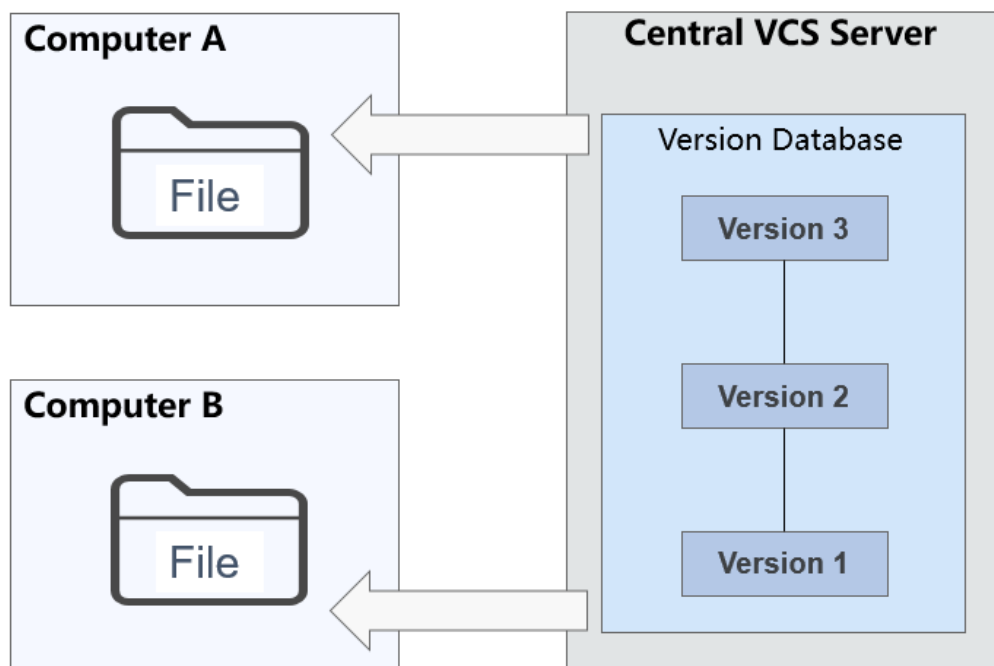 Computer A
File
Computer B
File
Central VCS Server
Version Database
Version 3
Version 2
Version 1